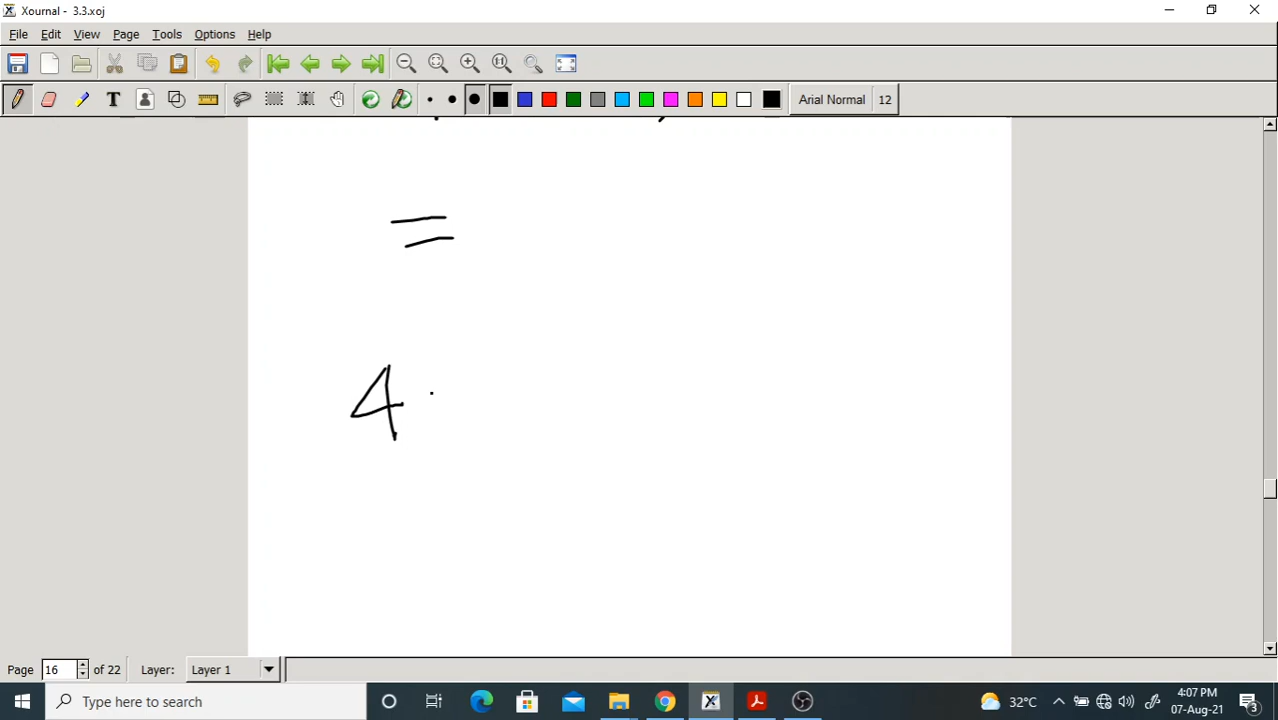 Xournal - 3.3.xoj
File Edit View Page Tools Options Help
T Arial Normal 12
=
4
Page 16 of 22 Layer: Layer 1
Type here to search 32°C 4:07 PM
07-Aug-21 3